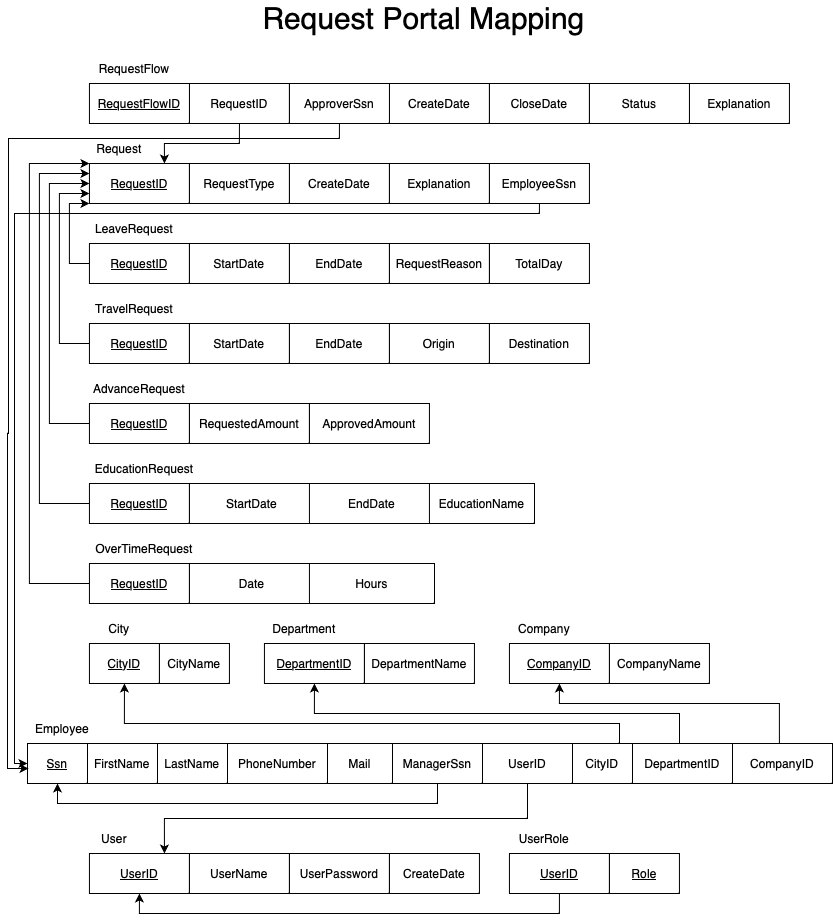 Request Portal Mapping
RequestFlow
RequestFlowID RequestID ApproverSsn CreateDate CloseDate Status Explanation
Request
RequestID RequestType CreateDate Explanation EmployeeSsn
LeaveRequest
RequestID StartDate EndDate RequestReason TotalDay
TravelRequest
RequestID StartDate EndDate Origin Destination
AdvanceRequest
RequestID RequestedAmount ApprovedAmount
EducationRequest
RequestID StartDate EndDate EducationName
OverTimeRequest
RequestID Date Hours
City Department Company
CityID CityName DepartmentID DepartmentName CompanyID CompanyName
Employee
Ssn FirstName LastName PhoneNumber Mail ManagerSsn UserID CityID DepartmentID CompanyID
User UserRole
UserID UserName UserPassword CreateDate UserID Role